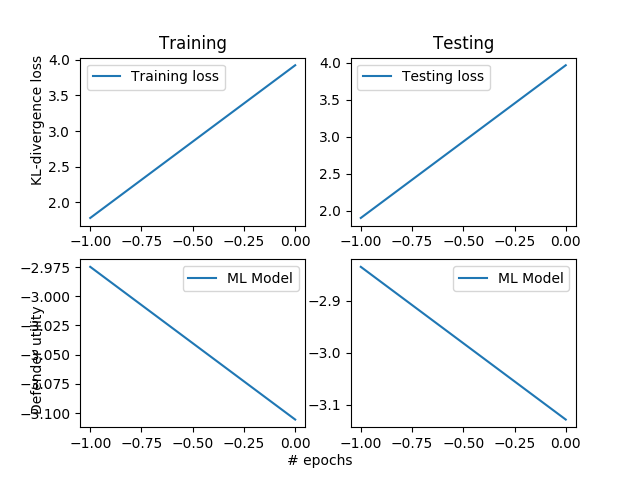 Training
Testing
KL-divergence loss
4.0
3.5
3.0
2.5
2.0
Training loss
−1.00 −0.75 −0.50 −0.25 0.00
4.0
3.5
3.0
2.5
2.0
Testing loss
−1.00 −0.75 −0.50 −0.25 0.00
Defender utility
−2.975
−3.000
−3.025
−3.050
−3.075
−3.100
ML Model
−1.00 −0.75 −0.50 −0.25 0.00
−2.9
−3.0
−3.1
ML Model
−1.00 −0.75 −0.50 −0.25 0.00
# epochs